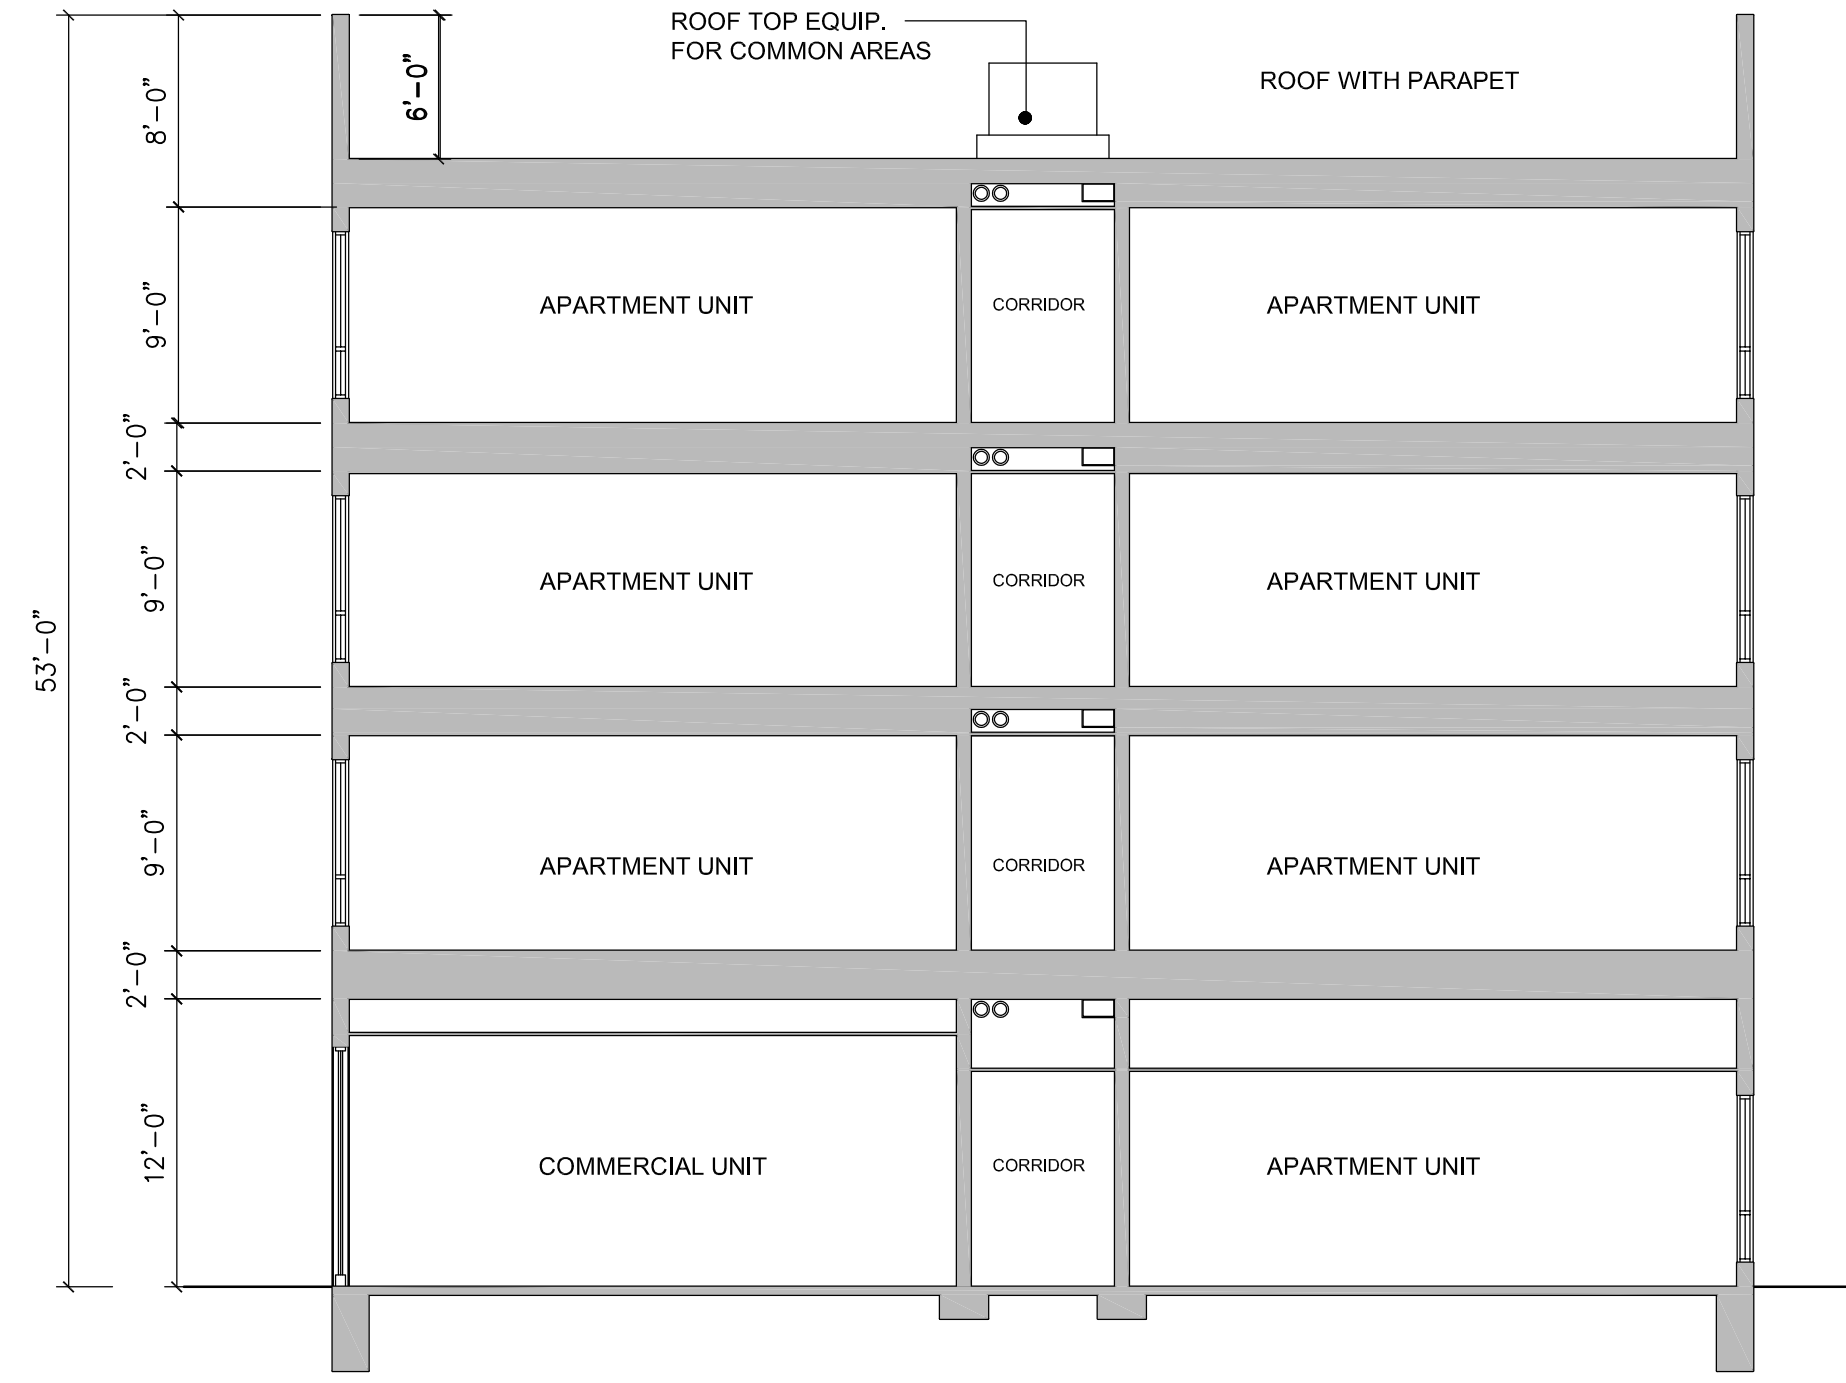 ROOF TOP EQUIP.
FOR COMMON AREAS
ROOF WITH PARAPET
6'-0"
8'-0"
9'-0"
APARTMENT UNIT
CORRIDOR
APARTMENT UNIT
2'-0"
9'-0"
APARTMENT UNIT
CORRIDOR
APARTMENT UNIT
53'-0"
2'-0"
9'-0"
APARTMENT UNIT
CORRIDOR
APARTMENT UNIT
2'-0"
12'-0"
COMMERCIAL UNIT
CORRIDOR
APARTMENT UNIT